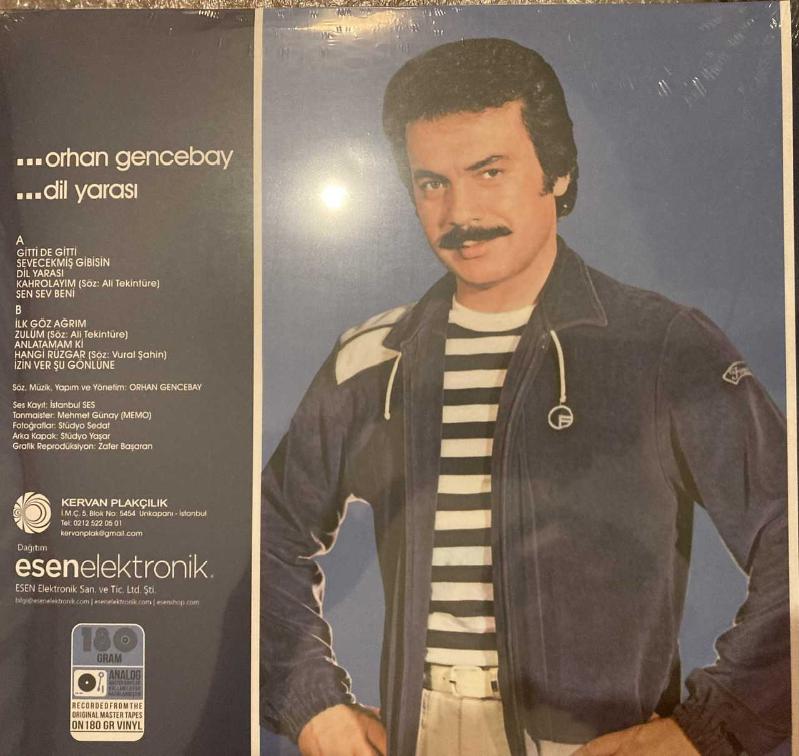 ...orhan gencebay
...dil yarası
A
GİTTİ DE GİTTİ
SEVECEKMİŞ GİBİSİN
DİL YARASI
KAHROLAYIM (Söz: Ali Tekintüre)
SEN SEV BENİ
B
İLK GÖZ AĞRIM
ZULÜM (Söz: Ali Tekintüre)
ANLATAMAM Kİ
HANGİ RÜZGAR (Söz: Vural Şahin)
İZİN VER ŞU GÖNLÜNE
Söz, Müzik, Yapım ve Yönetim: ORHAN GENCEBAY
Ses Kayıt: İstanbul SES
Tonmaister: Mehmet Günay (MEMO)
Fotoğraflar: Stüdyo Sedat
Arka Kapak: Stüdyo Yaşar
Grafik Reprodüksiyon: Zafer Başaran
KERVAN PLAKÇILIK
İ.M.Ç. 5. Blok No: 5454 Unkapanı - İstanbul
Tel: 0212 522 05 01
kervanplak@gmail.com
Dağıtım
esenelektronik.
ESEN Elektronik San. ve Tic. Ltd. Şti.
bilgi@esenelektronik.com | esenelektronik.com | esenshop.com
180
GRAM
ANALOG
RECORDED FROM THE
ORIGINAL MASTER TAPES
ON 180 GR VINYL